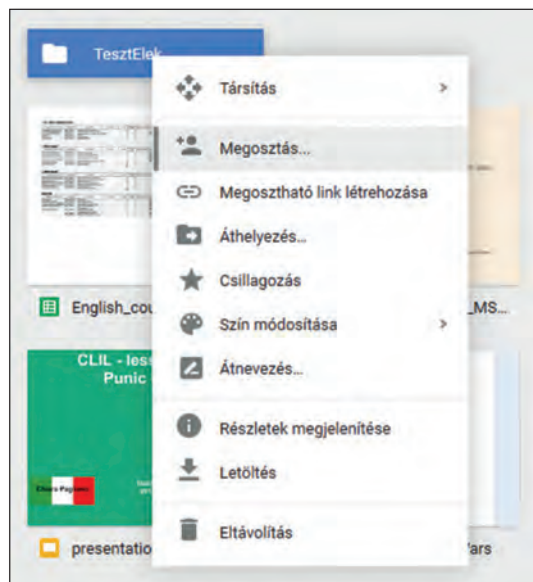 TesztElek
Társítás
Megosztás...
Megosztható link létrehozása
Áthelyezés...
Csillagozás
English_cou
Szín módosítása
_MS...
CLIL - less
Punic
Átnevezés...
Részletek megjelenítése
Letöltés
Eltávolítás
presentatio
ars